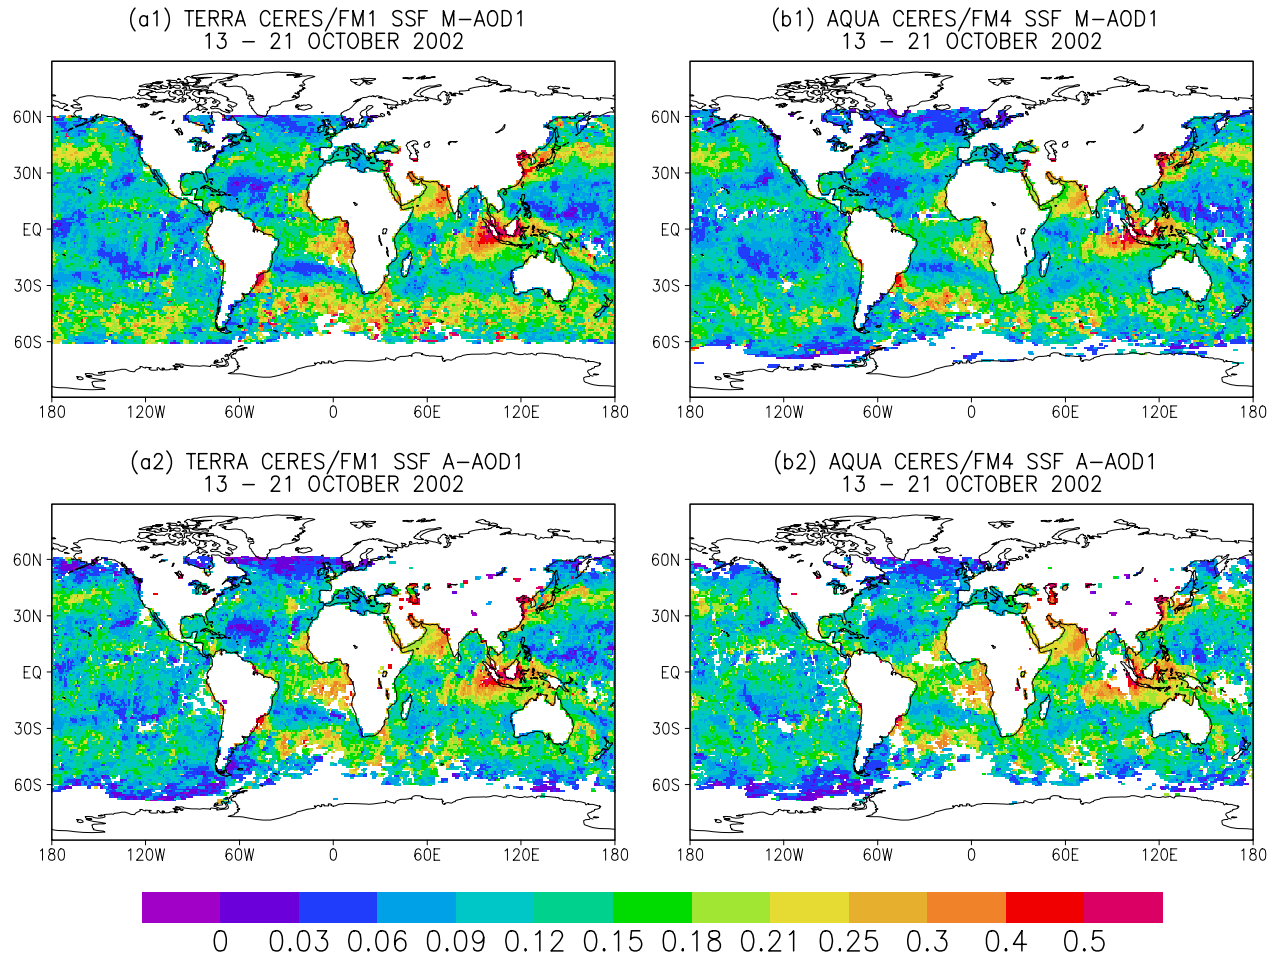 (a1) TERRA CERES/FM1 SSF M-AOD1
13 - 21 OCTOBER 2002
(b1) AQUA CERES/FM4 SSF M-AOD1
13 - 21 OCTOBER 2002
60N
30N
EQ
30S
60S
180 120W 60W 0 60E 120E 180
60N
30N
EQ
30S
60S
180 120W 60W 0 60E 120E 180
(a2) TERRA CERES/FM1 SSF A-AOD1
13 - 21 OCTOBER 2002
(b2) AQUA CERES/FM4 SSF A-AOD1
13 - 21 OCTOBER 2002
60N
30N
EQ
30S
60S
180 120W 60W 0 60E 120E 180
60N
30N
EQ
30S
60S
180 120W 60W 0 60E 120E 180
0 0.03 0.06 0.09 0.12 0.15 0.18 0.21 0.25 0.3 0.4 0.5